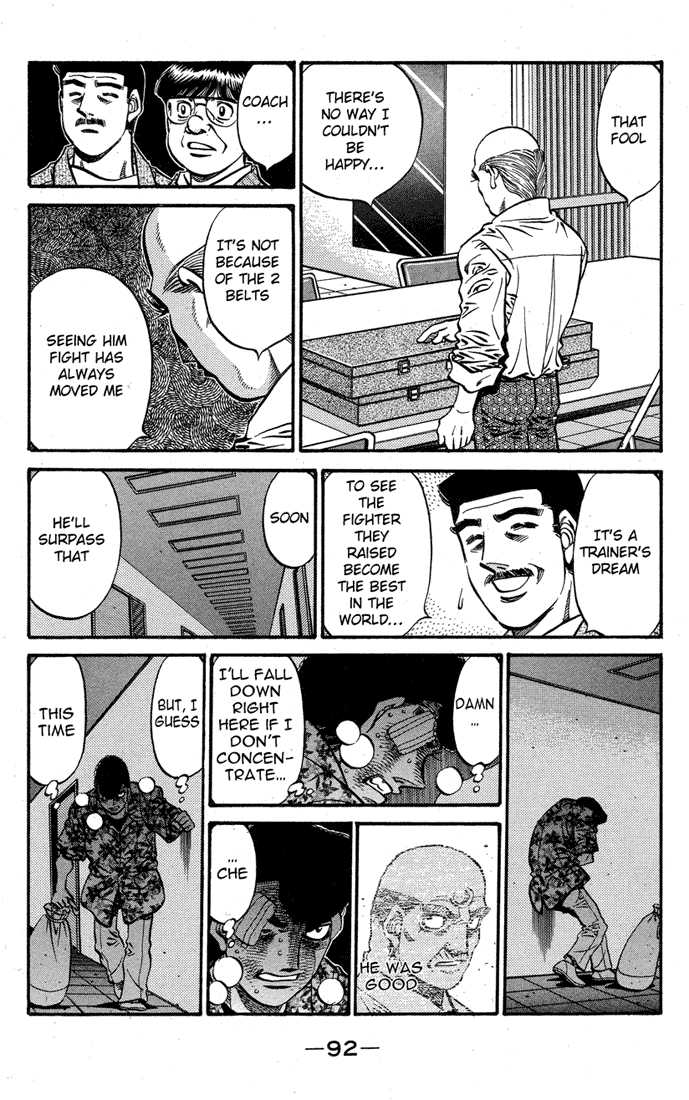 THAT
FOOL
THERE'S
NO WAY I
COULDN'T
BE
HAPPY...
COACH
...
IT'S NOT
BECAUSE
OF THE 2
BELTS
SEEING HIM
FIGHT HAS
ALWAYS
MOVED ME
IT'S A
TRAINER'S
DREAM
TO SEE
THE
FIGHTER
THEY
RAISED
BECOME
THE BEST
IN THE
WORLD...
SOON
HE'LL
SURPASS
THAT
DAMN
...
I'LL FALL
DOWN
RIGHT
HERE IF I
DON'T
CONCEN-
TRATE...
HE WAS
GOOD
...
CHE
BUT, I
GUESS
THIS
TIME
—92—